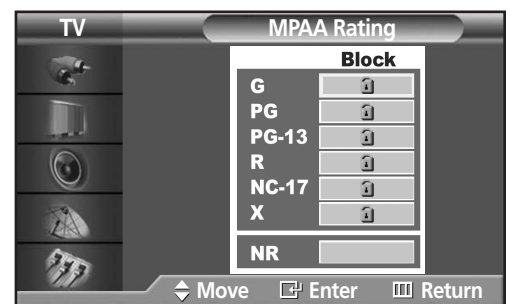 TV MPAA Rating
Block
G
PG
PG-13
R
NC-17
X
NR
Move Enter Return